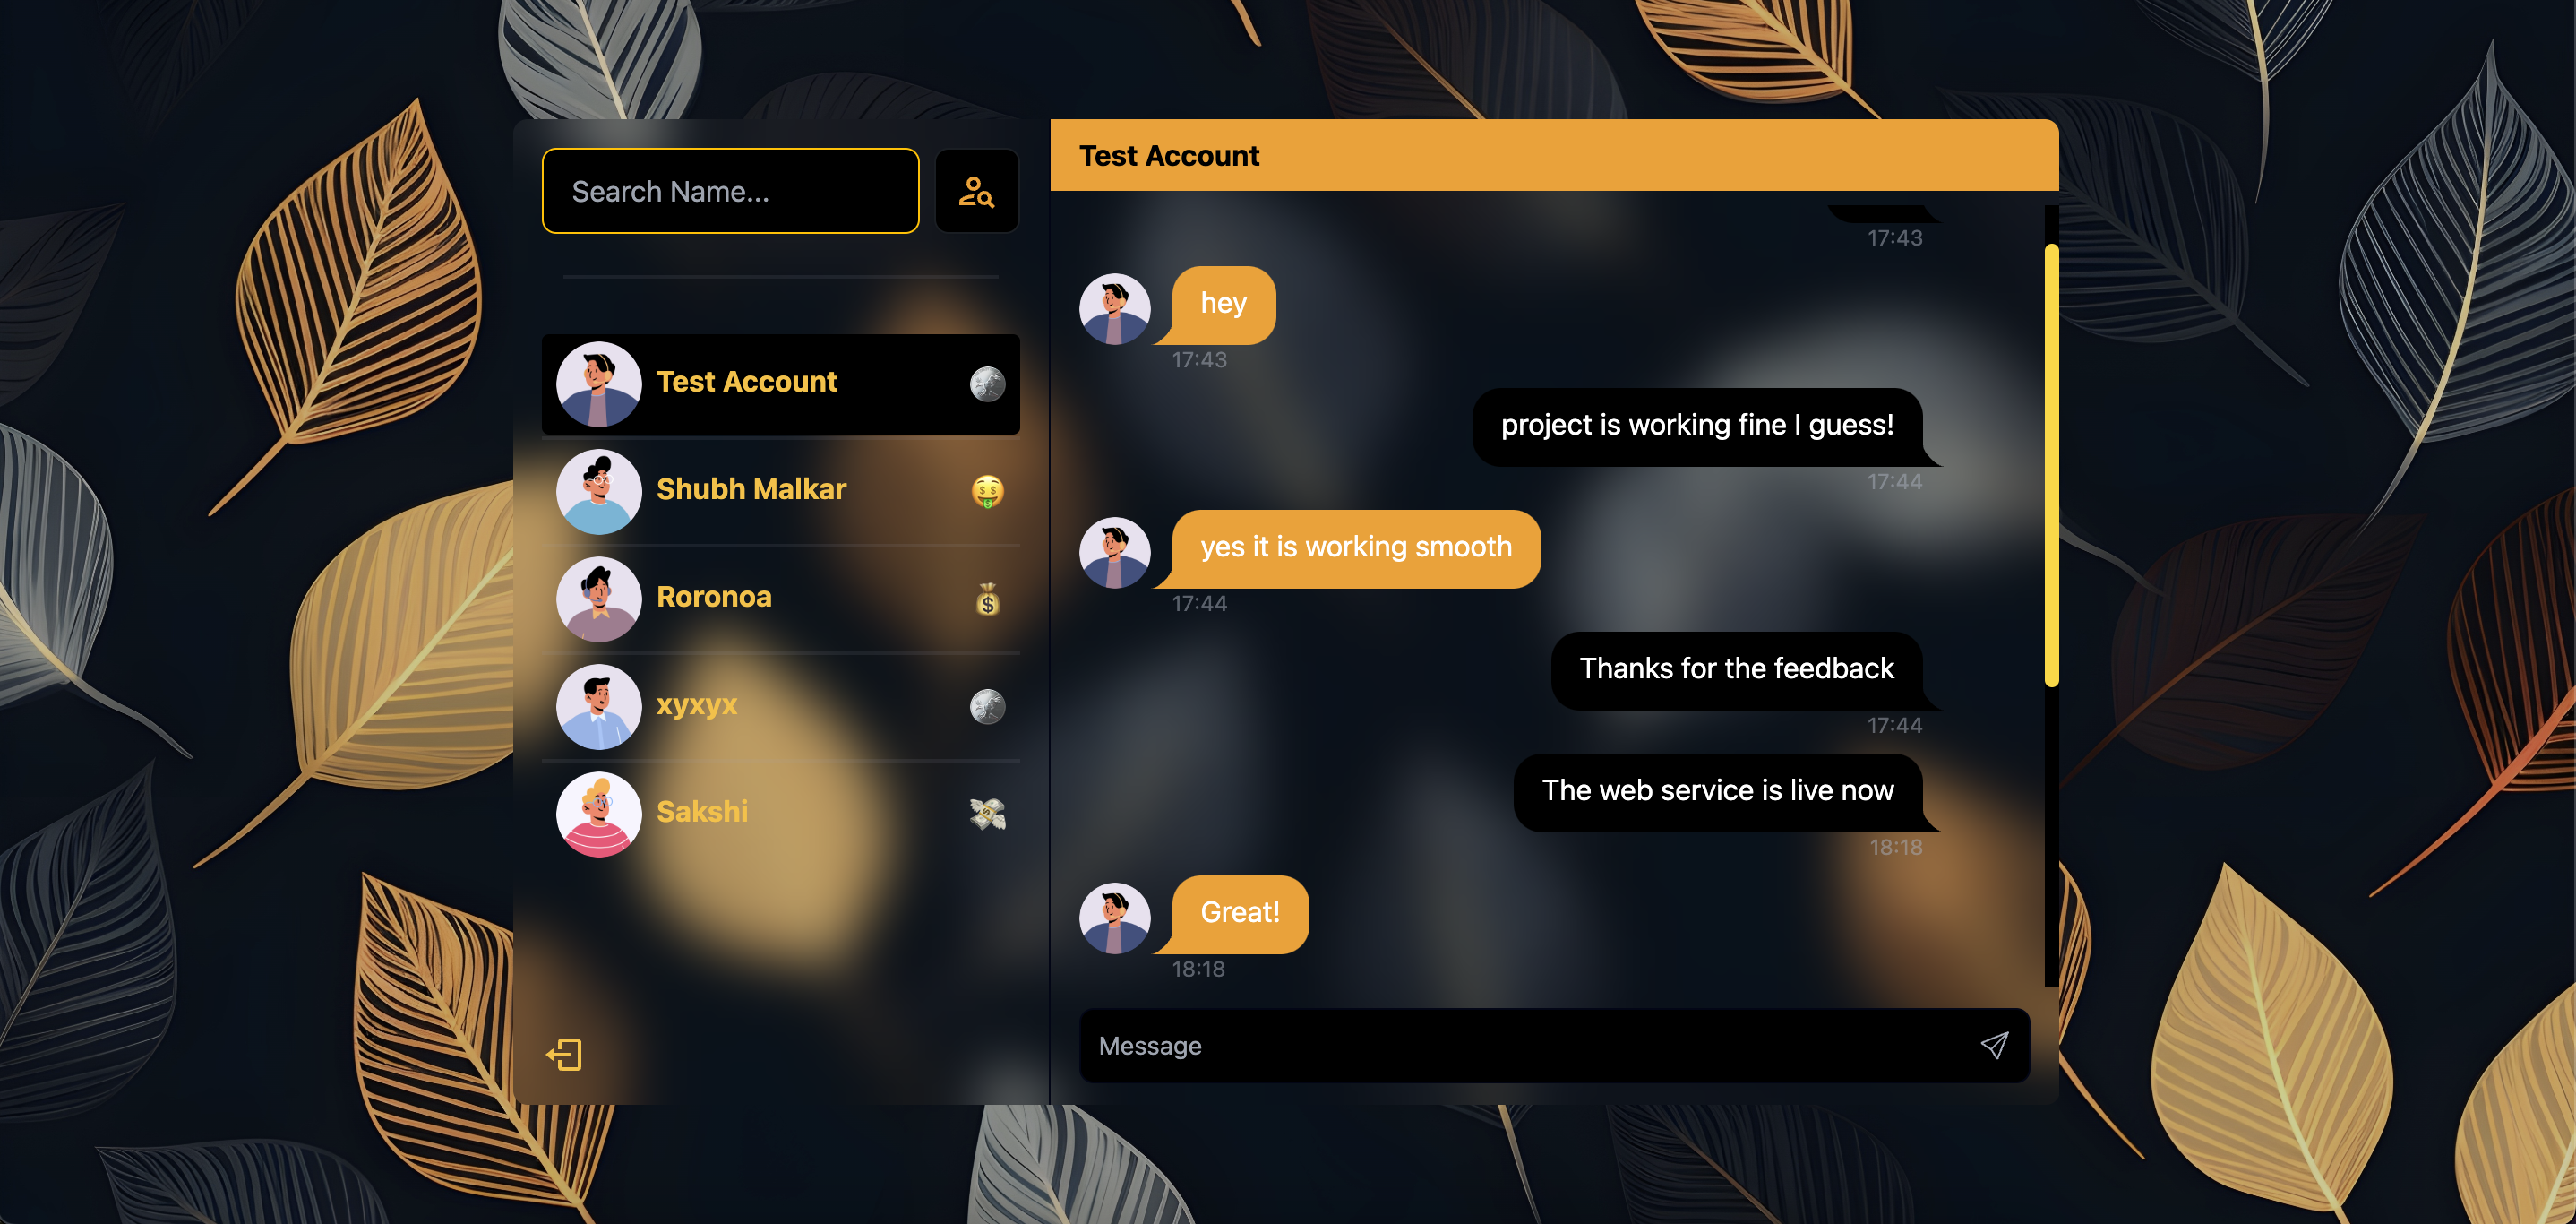 Search Name...
Test Account
Shubh Malkar
Roronoa
xyxyx
Sakshi
Test Account
17:43
hey
17:43
project is working fine I guess!
17:44
yes it is working smooth
17:44
Thanks for the feedback
17:44
The web service is live now
18:18
Great!
18:18
Message